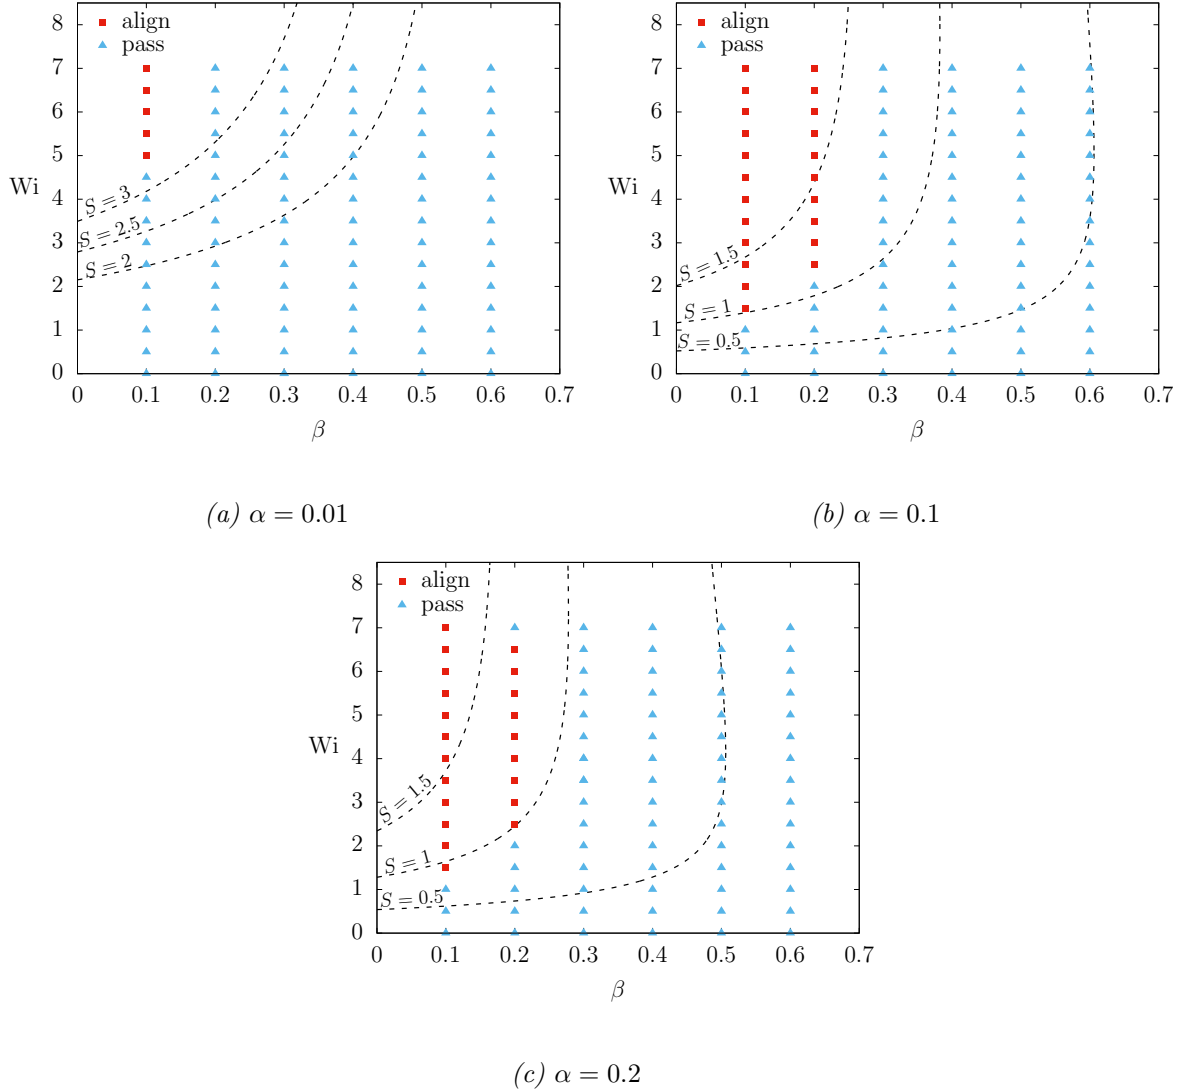 align
pass
8
7
6
5
4
3
2
1
0
Wi
S = 3
S = 2.5
S = 2
0 0.1 0.2 0.3 0.4 0.5 0.6 0.7
β
(a) α = 0.01
align
pass
8
7
6
5
4
3
2
1
0
Wi
S = 1.5
S = 1
S = 0.5
0 0.1 0.2 0.3 0.4 0.5 0.6 0.7
β
(b) α = 0.1
align
pass
8
7
6
5
4
3
2
1
0
Wi
S = 1.5
S = 1
S = 0.5
0 0.1 0.2 0.3 0.4 0.5 0.6 0.7
β
(c) α = 0.2